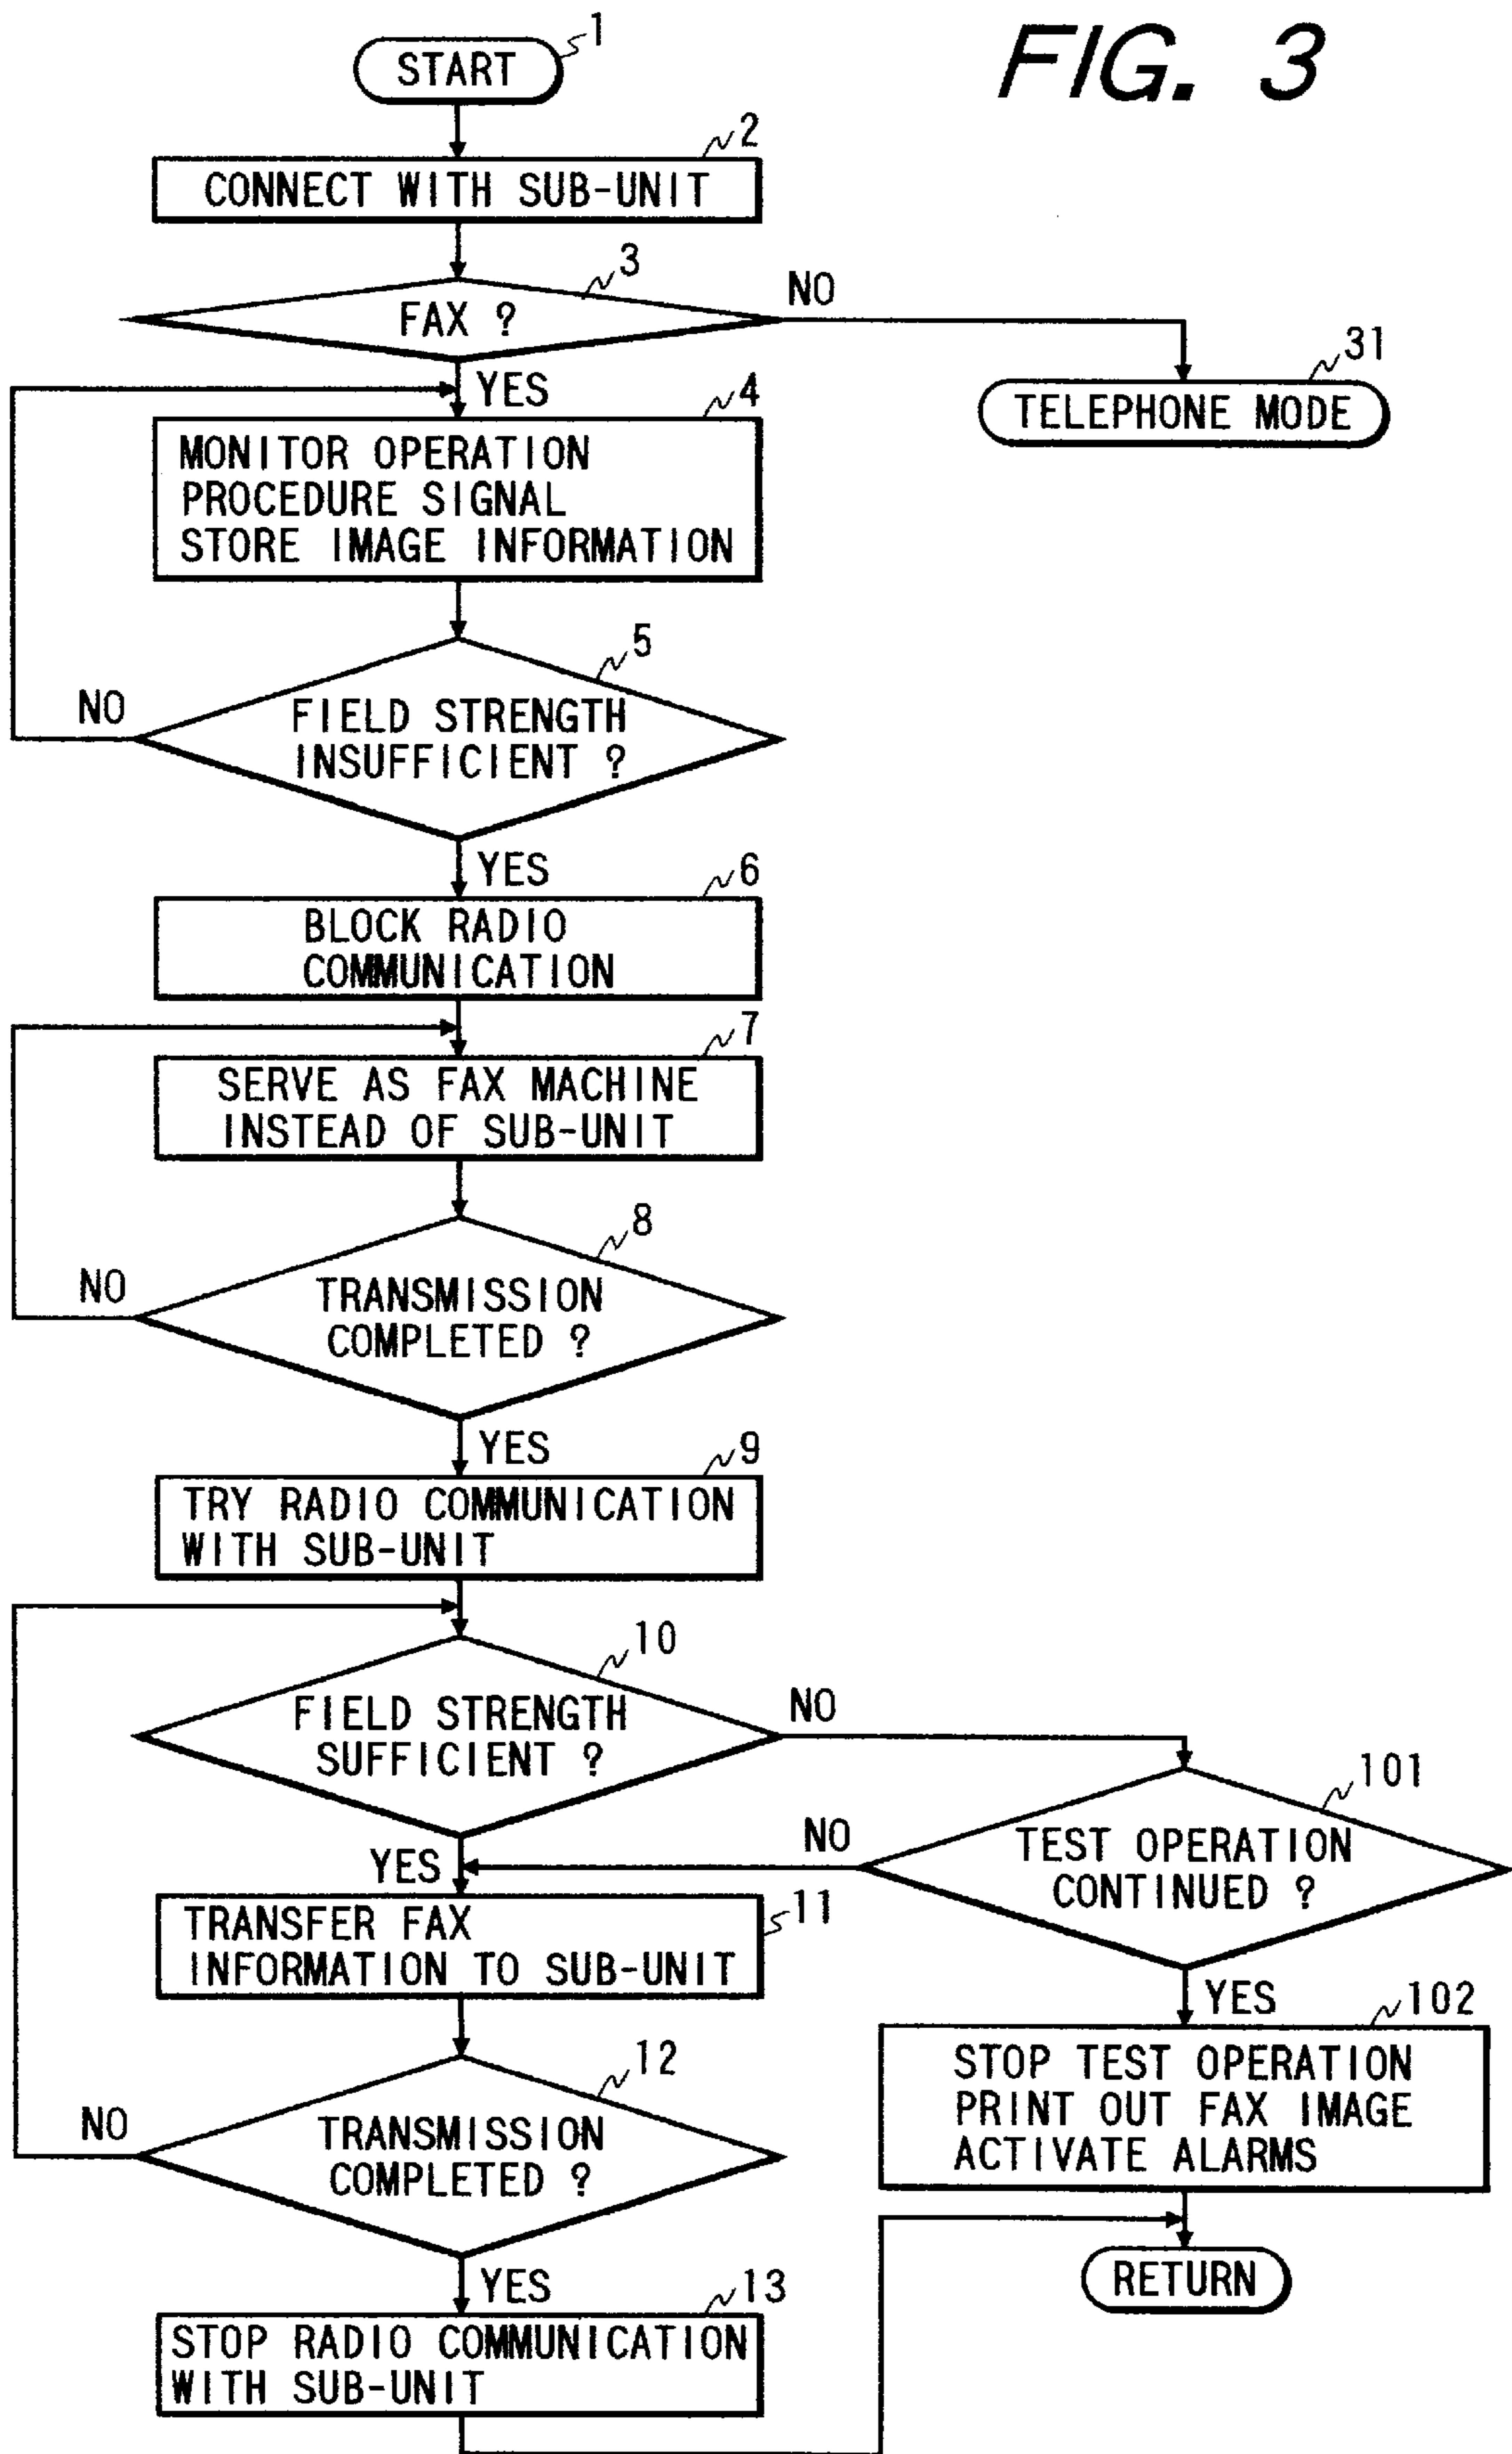 FIG. 3
1
START
2
CONNECT WITH SUB-UNIT
3
FAX ?
NO
YES
31
TELEPHONE MODE
4
MONITOR OPERATION
PROCEDURE SIGNAL
STORE IMAGE INFORMATION
5
FIELD STRENGTH
INSUFFICIENT ?
NO
YES
6
BLOCK RADIO
COMMUNICATION
7
SERVE AS FAX MACHINE
INSTEAD OF SUB-UNIT
8
TRANSMISSION
COMPLETED ?
NO
YES
9
TRY RADIO COMMUNICATION
WITH SUB-UNIT
10
FIELD STRENGTH
SUFFICIENT ?
NO
YES
101
TEST OPERATION
CONTINUED ?
NO
YES
11
TRANSFER FAX
INFORMATION TO SUB-UNIT
102
STOP TEST OPERATION
PRINT OUT FAX IMAGE
ACTIVATE ALARMS
12
TRANSMISSION
COMPLETED ?
NO
YES
RETURN
13
STOP RADIO COMMUNICATION
WITH SUB-UNIT